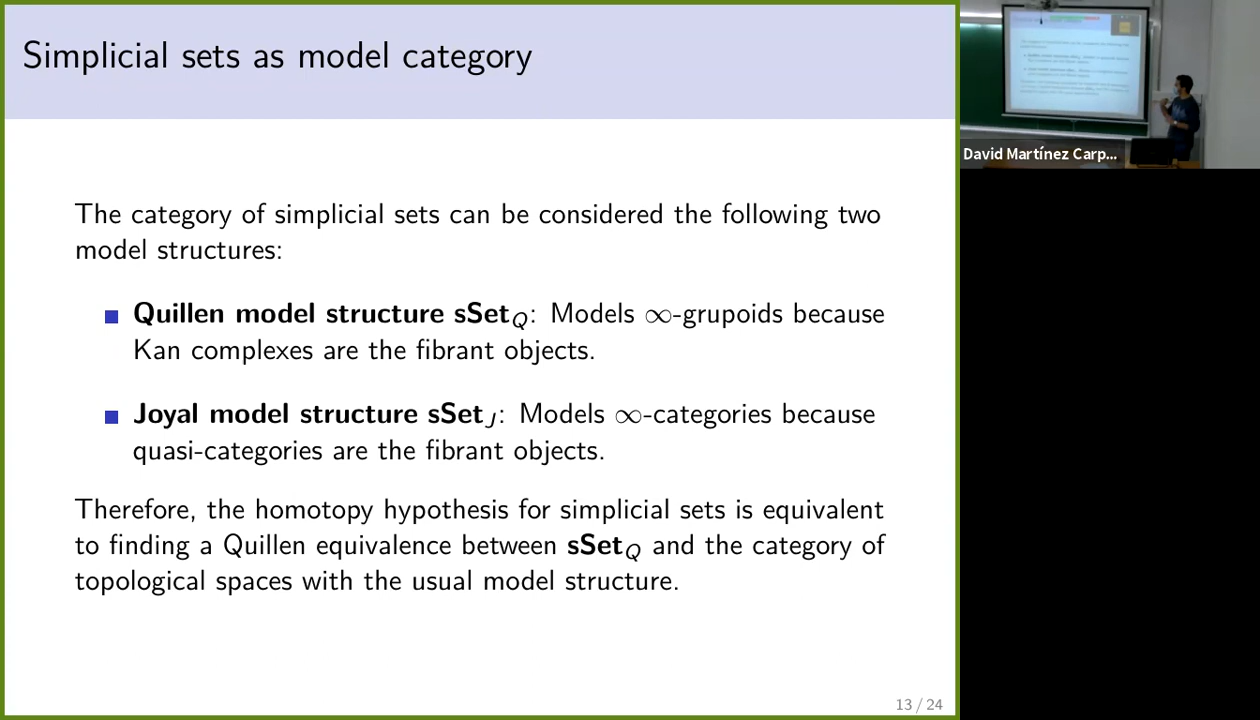 Simplicial sets as model category
The category of simplicial sets can be considered the following two
model structures:
Quillen model structure sSet_Q: Models ∞-grupoids because
Kan complexes are the fibrant objects.
Joyal model structure sSet_J: Models ∞-categories because
quasi-categories are the fibrant objects.
Therefore, the homotopy hypothesis for simplicial sets is equivalent
to finding a Quillen equivalence between sSet_Q and the category of
topological spaces with the usual model structure.
13 / 24
David Martínez Carp...